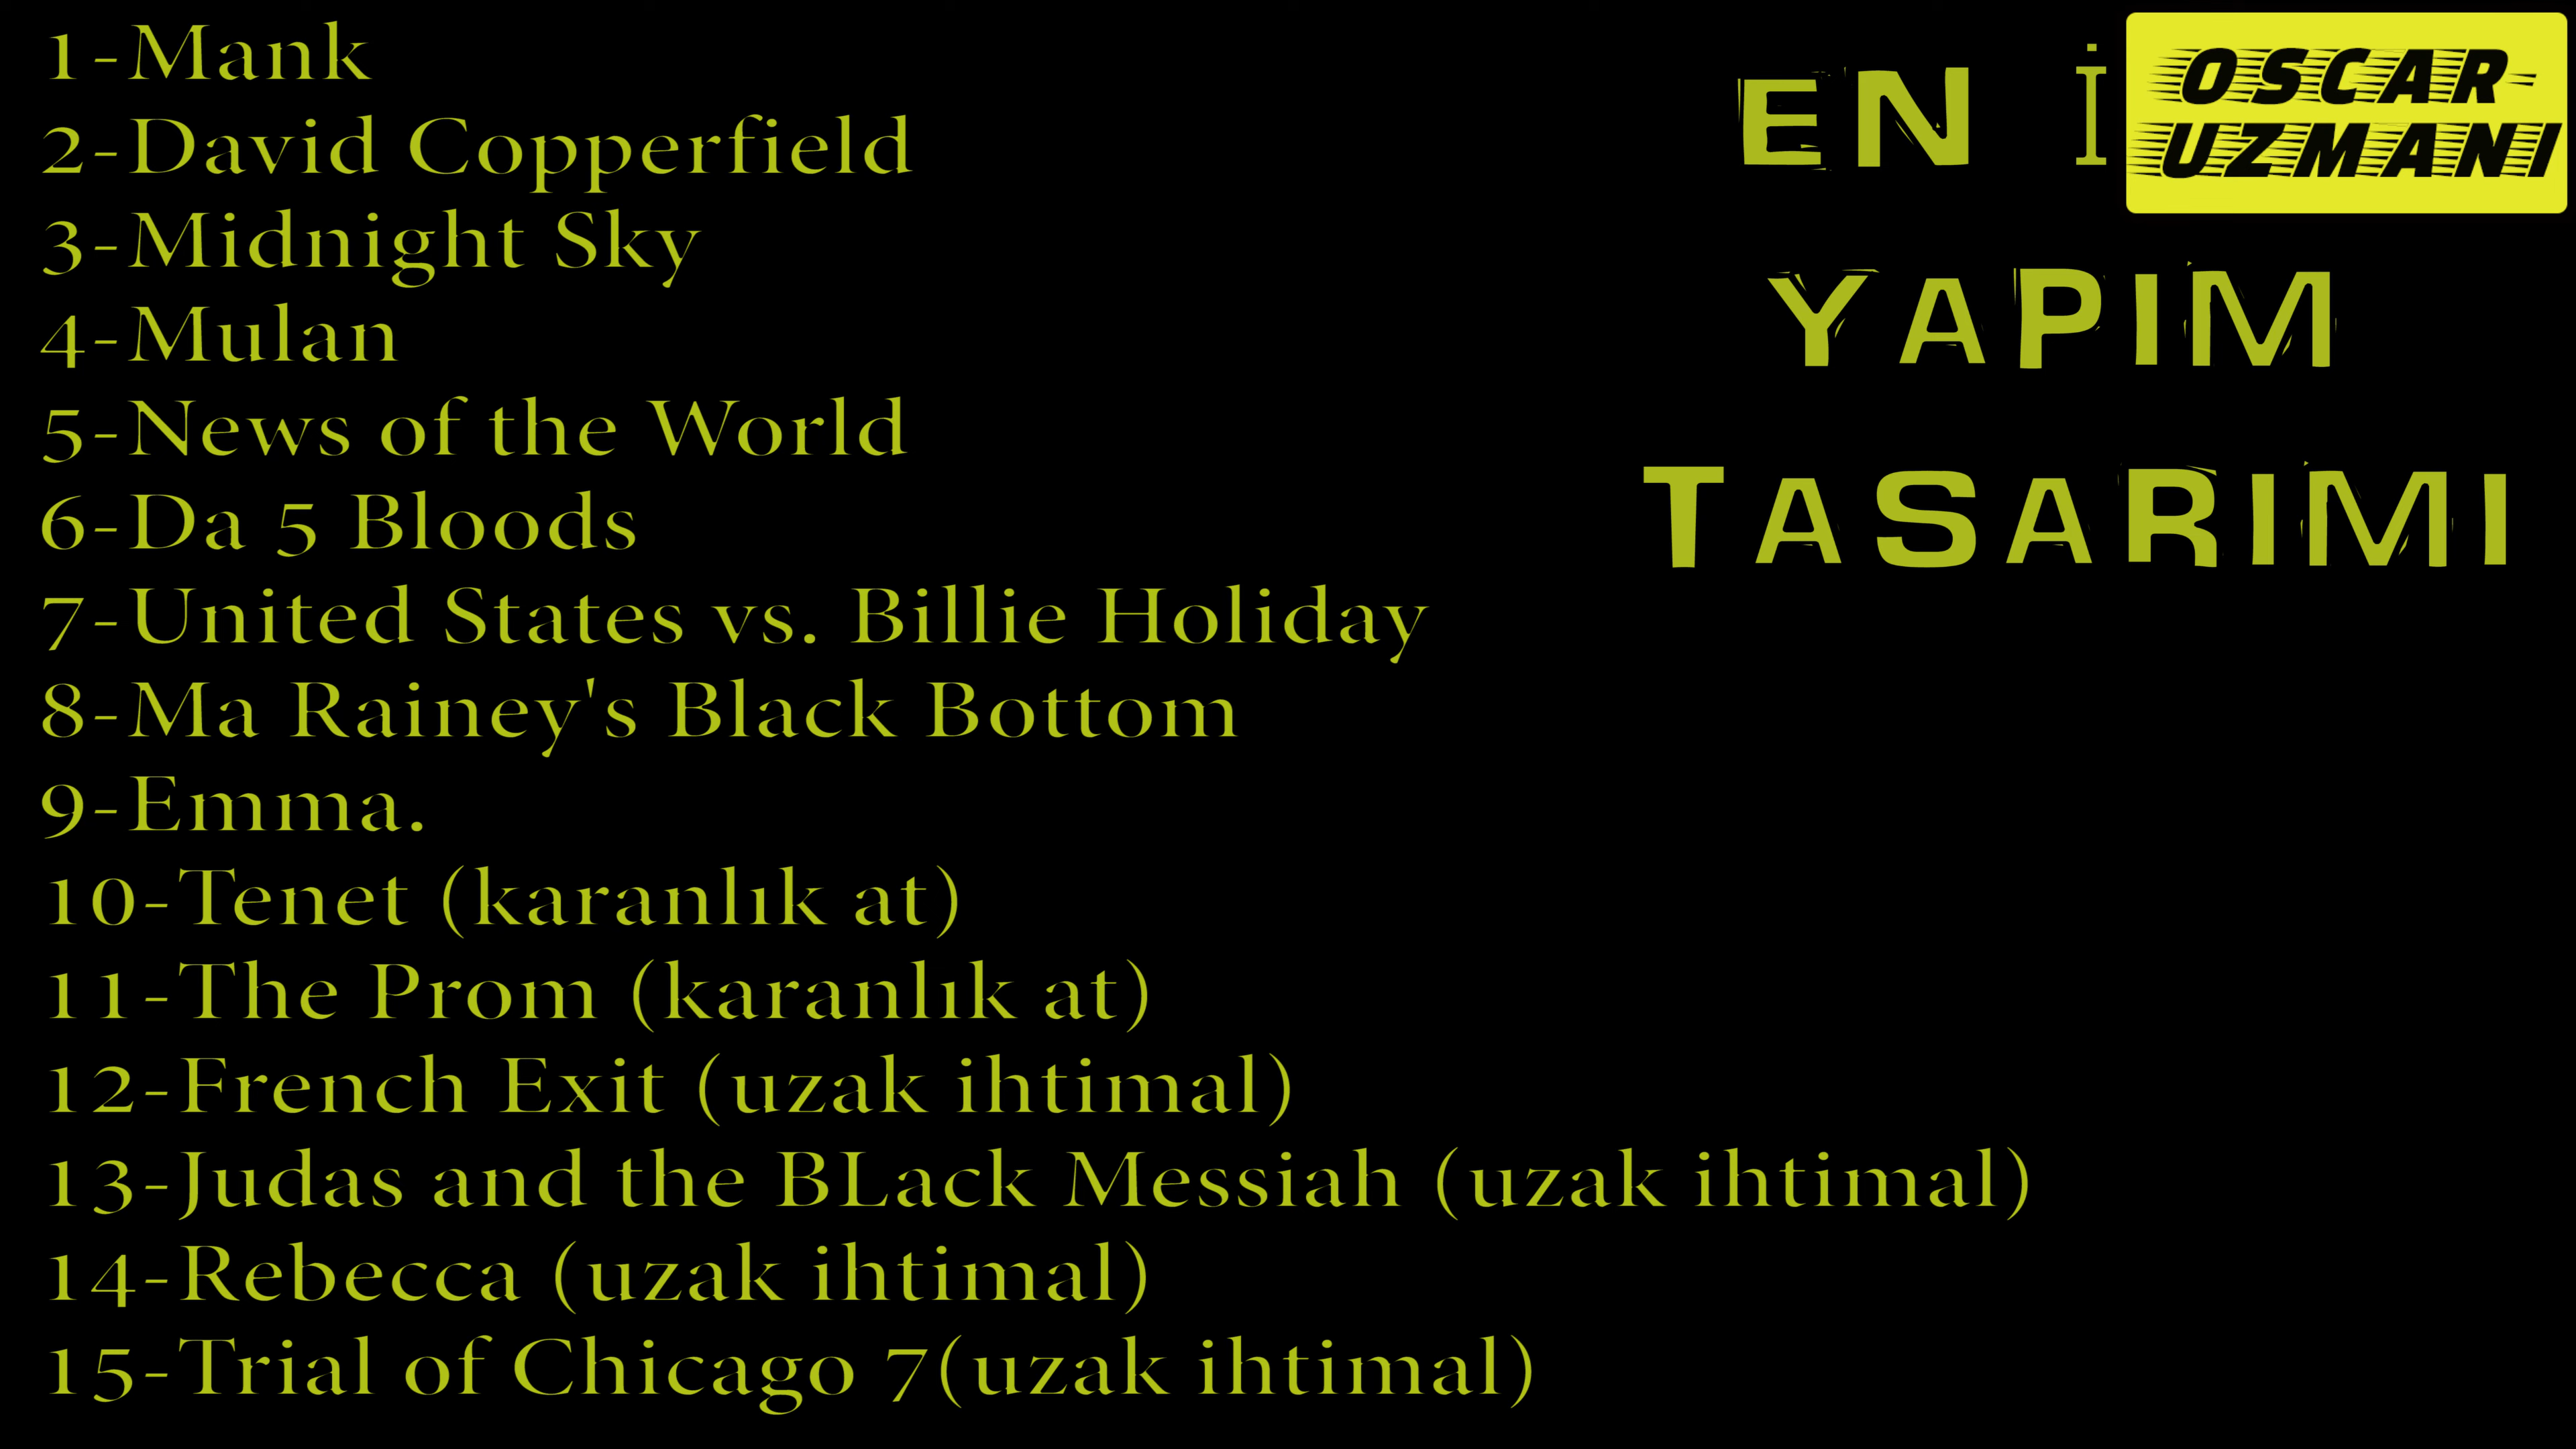 1-Mank
2-David Copperfield
3-Midnight Sky
4-Mulan
5-News of the World
6-Da 5 Bloods
7-United States vs. Billie Holiday
8-Ma Rainey's Black Bottom
9-Emma.
10-Tenet (karanlık at)
11-The Prom (karanlık at)
12-French Exit (uzak ihtimal)
13-Judas and the BLack Messiah (uzak ihtimal)
14-Rebecca (uzak ihtimal)
15-Trial of Chicago 7(uzak ihtimal)
EN İ
YAPIM
TASARIMI
OSCAR-
UZMANI